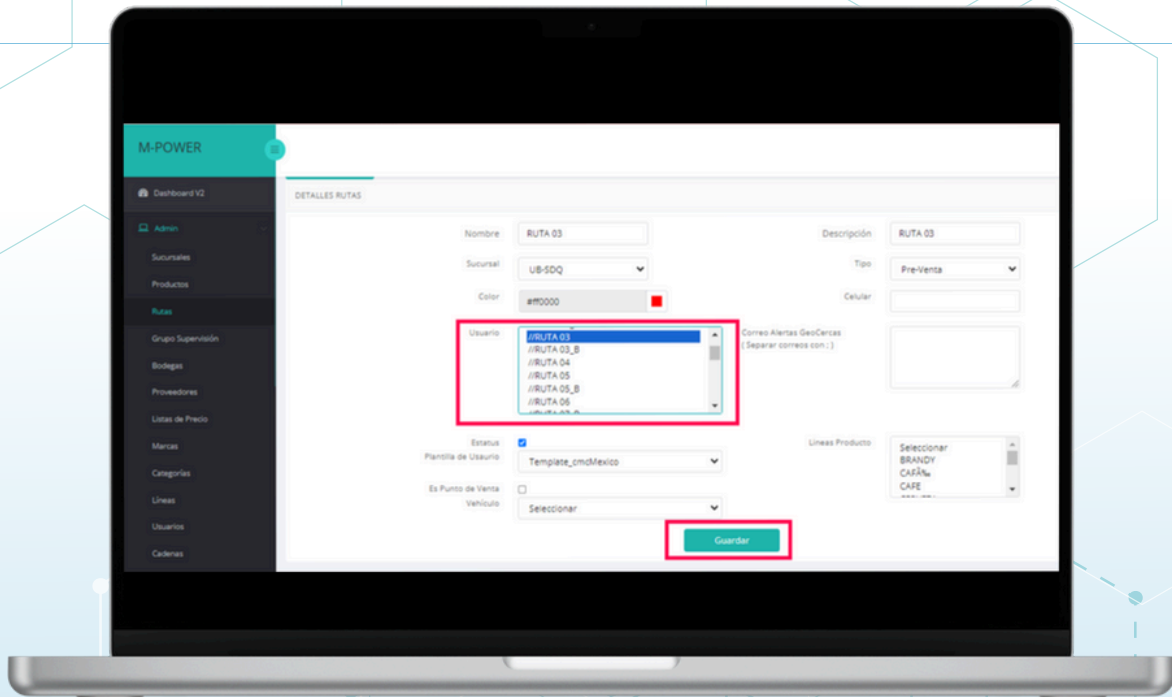 M-POWER
Dashboard V2
Admin
Sucursales
Productos
Rutas
Grupo Supervisión
Bodegas
Proveedores
Listas de Precio
Marcas
Categorías
Líneas
Usuarios
Cadenas
DETALLES RUTAS
Nombre RUTA 03 Descripción RUTA 03
Sucursal UB-SDQ Tipo Pre-Venta
Color #ff0000 Celular
Usuario
//RUTA 03
//RUTA 03_B
//RUTA 04
//RUTA 05
//RUTA 05_B
//RUTA 06
Correo Alertas GeoCercas
( Separar correos con ; )
Estatus
Plantilla de Usaurio Template_cmcMexico
Es Punto de Venta
Vehículo Seleccionar
Lineas Producto
Seleccionar
BRANDY
CAFÃ‰
CAFE
Guardar